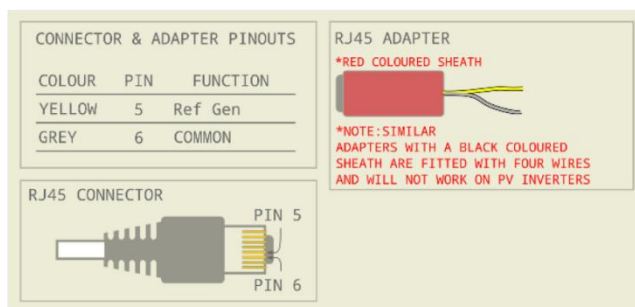 CONNECTOR & ADAPTER PINOUTS
COLOUR PIN FUNCTION
YELLOW 5 Ref Gen
GREY 6 COMMON
RJ45 CONNECTOR
PIN 5
PIN 6
RJ45 ADAPTER
*RED COLOURED SHEATH
*NOTE:SIMILAR
ADAPTERS WITH A BLACK COLOURED
SHEATH ARE FITTED WITH FOUR WIRES
AND WILL NOT WORK ON PV INVERTERS